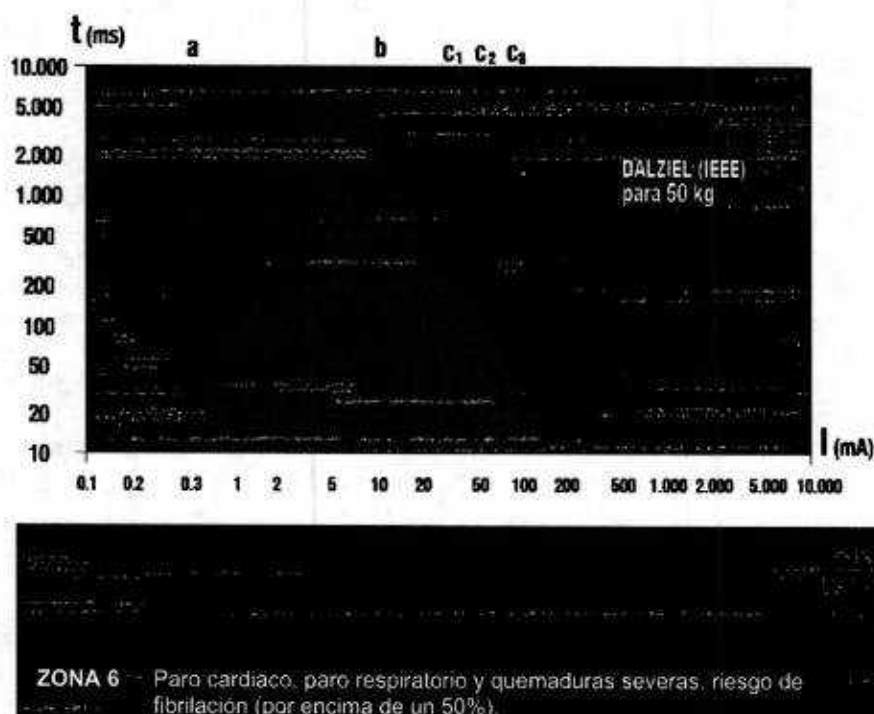 t (ms)
a b c₁ c₂ c₃
10.000
5.000
2.000
1.000
500
200
100
50
20
10
DALZIEL (IEEE)
para 50 kg
I (mA)
0.1 0.2 0.3 1 2 5 10 20 50 100 200 500 1.000 2.000 5.000 10.000
ZONA 6 Paro cardiaco, paro respiratorio y quemaduras severas, riesgo de
fibrilación (por encima de un 50%).